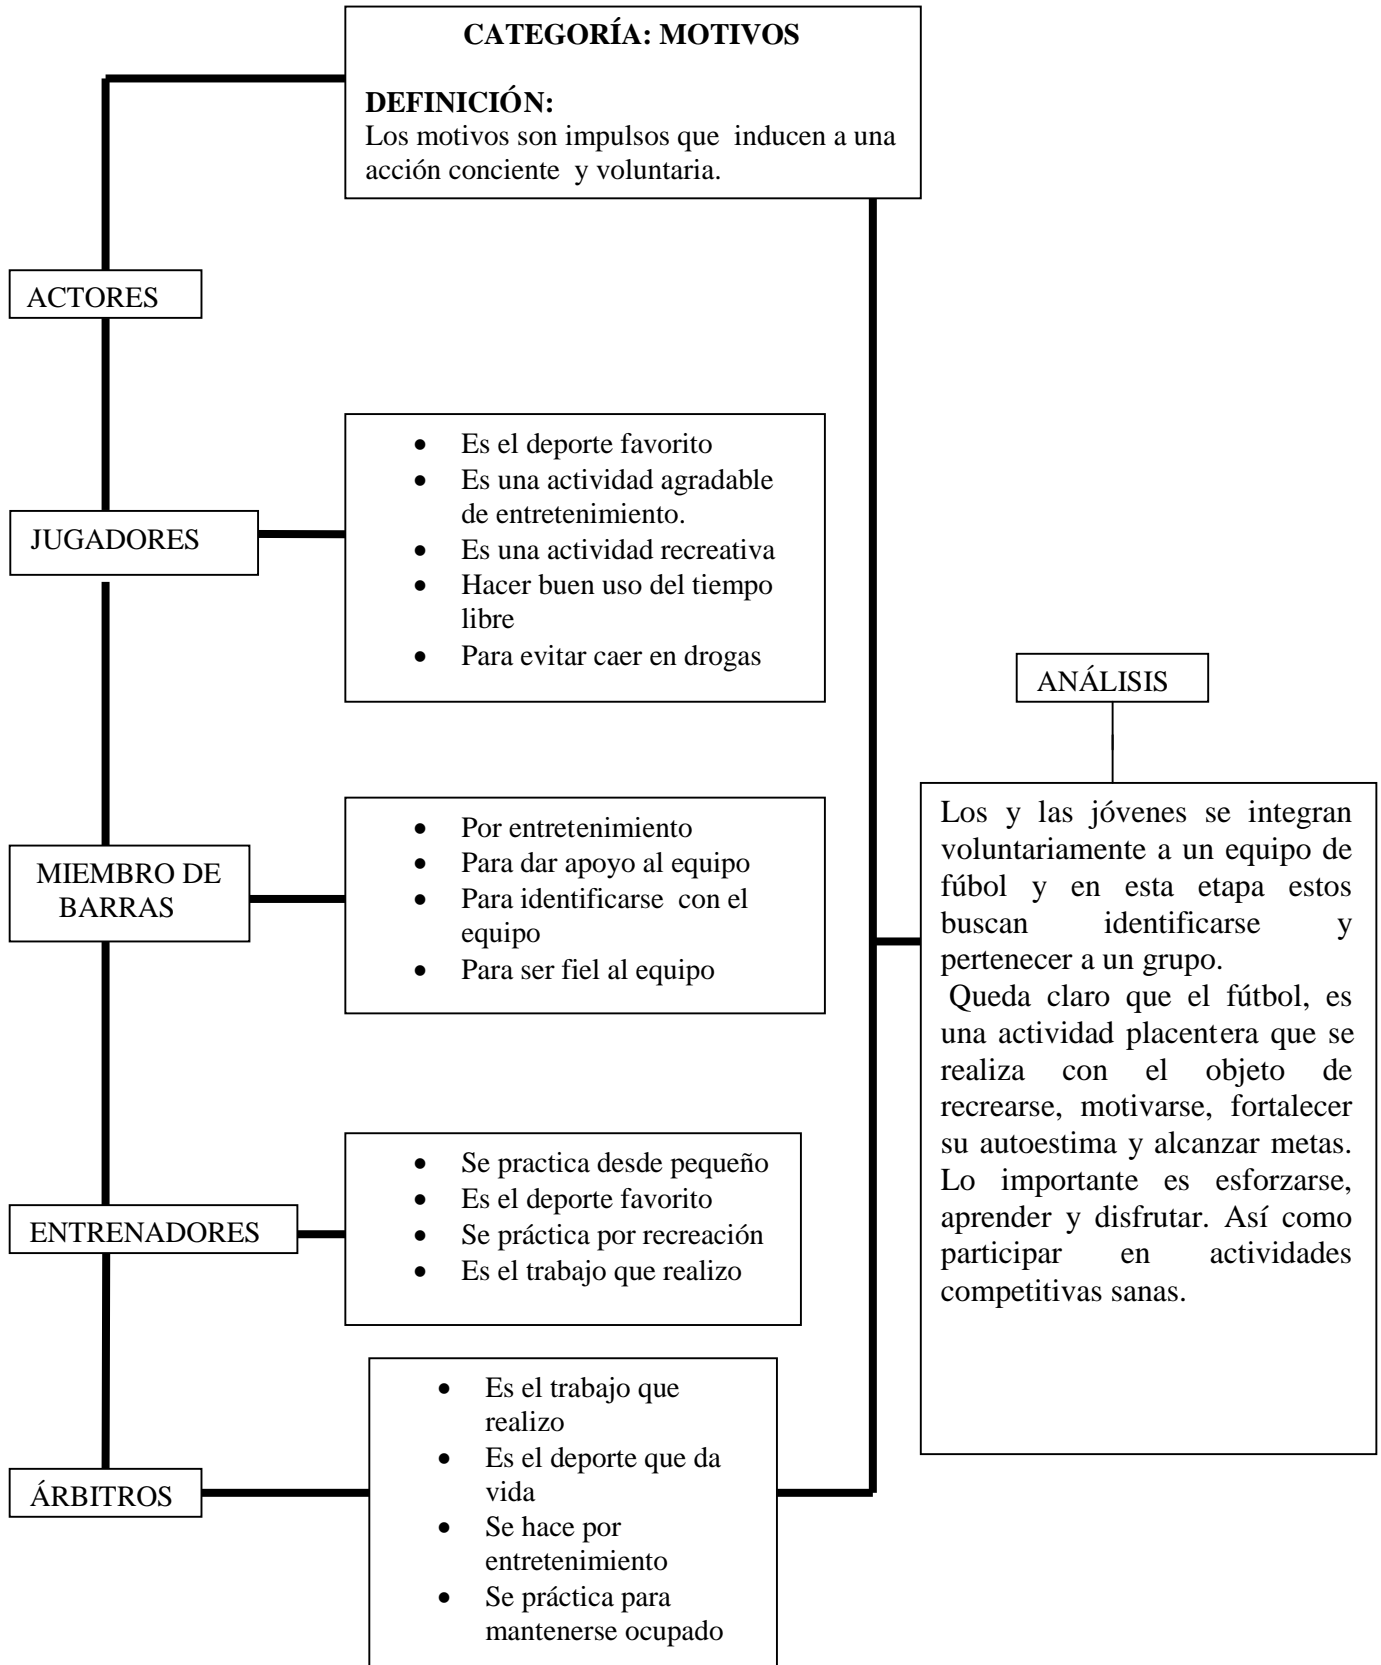 CATEGORÍA: MOTIVOS
DEFINICIÓN:
Los motivos son impulsos que inducen a una
acción conciente y voluntaria.
ACTORES
JUGADORES
• Es el deporte favorito
• Es una actividad agradable
de entretenimiento.
• Es una actividad recreativa
• Hacer buen uso del tiempo
libre
• Para evitar caer en drogas
MIEMBRO DE
BARRAS
• Por entretenimiento
• Para dar apoyo al equipo
• Para identificarse con el
equipo
• Para ser fiel al equipo
ENTRENADORES
• Se practica desde pequeño
• Es el deporte favorito
• Se práctica por recreación
• Es el trabajo que realizo
ÁRBITROS
• Es el trabajo que
realizo
• Es el deporte que da
vida
• Se hace por
entretenimiento
• Se práctica para
mantenerse ocupado
ANÁLISIS
Los y las jóvenes se integran
voluntariamente a un equipo de
fúbol y en esta etapa estos
buscan identificarse y
pertenecer a un grupo.
Queda claro que el fútbol, es
una actividad placentera que se
realiza con el objeto de
recrearse, motivarse, fortalecer
su autoestima y alcanzar metas.
Lo importante es esforzarse,
aprender y disfrutar. Así como
participar en actividades
competitivas sanas.